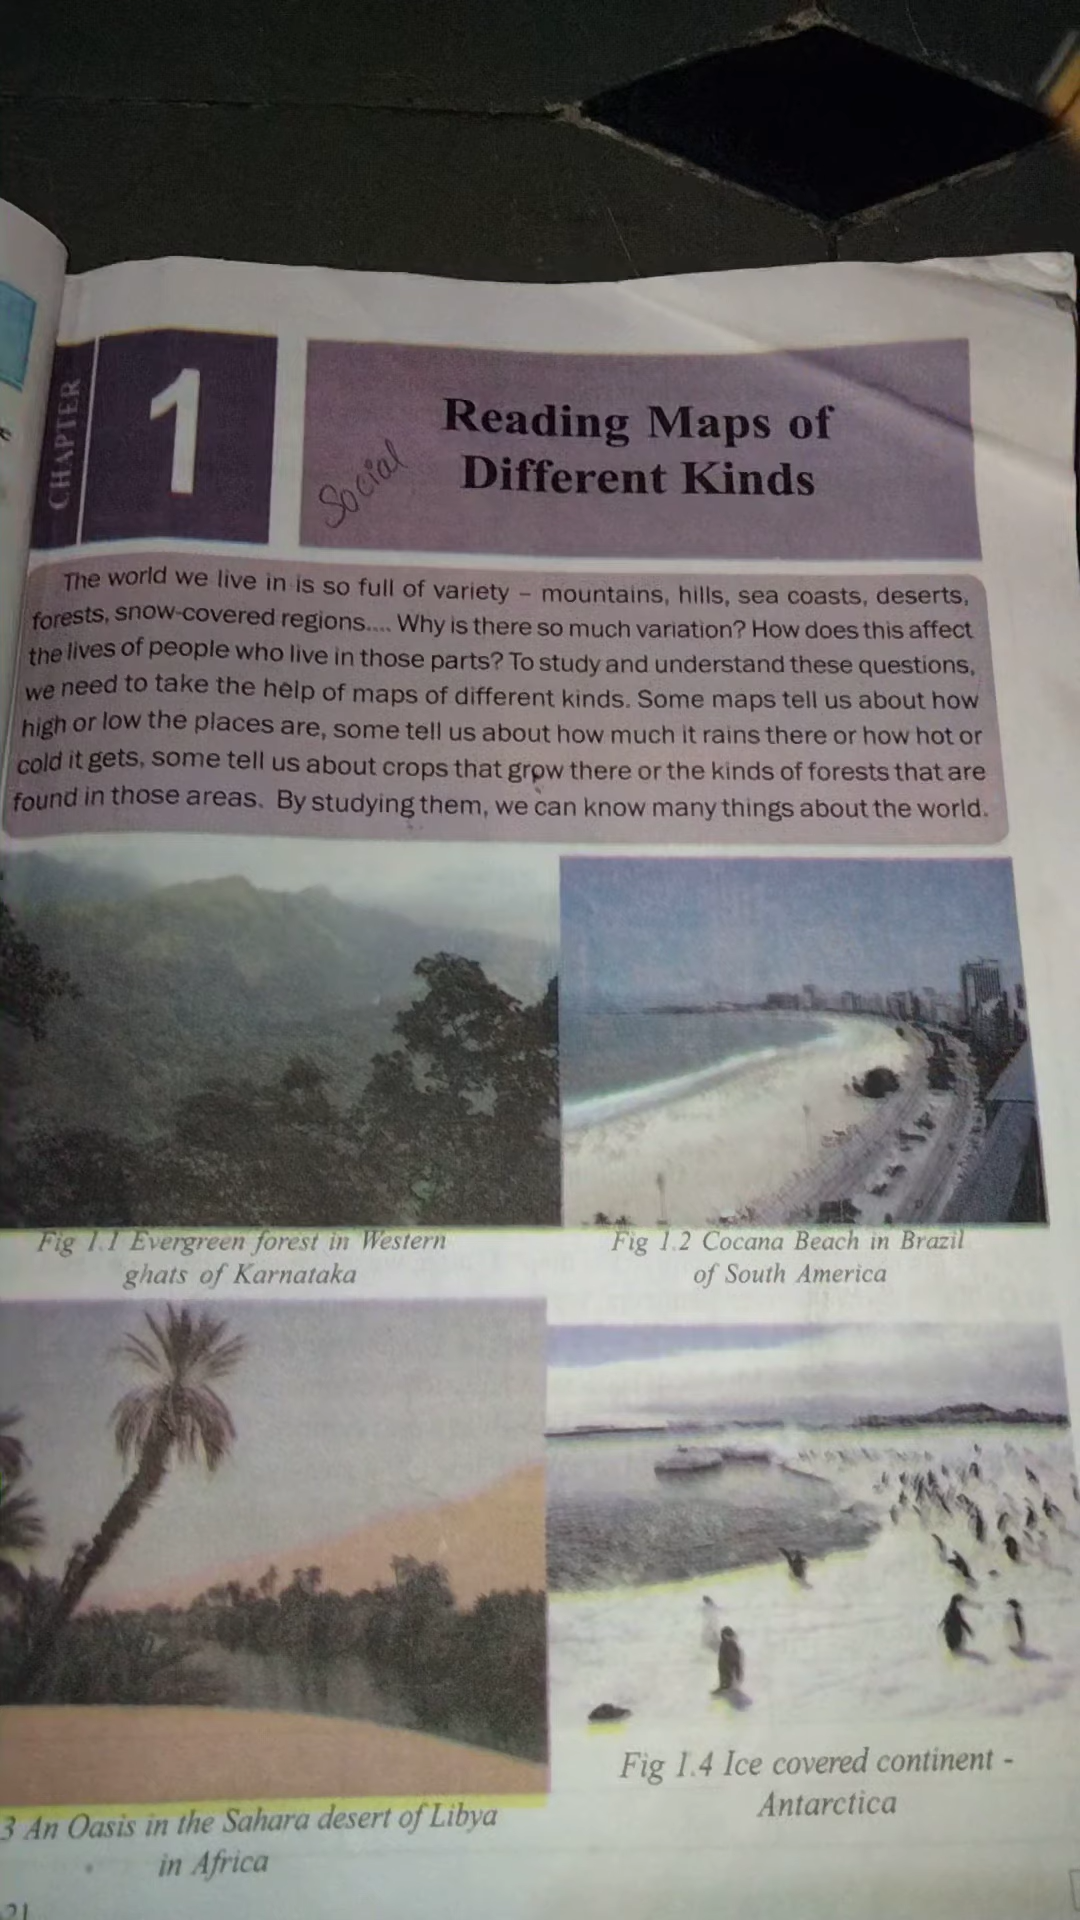 CHAPTER
1
Reading Maps of
Different Kinds
Social
The world we live in is so full of variety – mountains, hills, sea coasts, deserts,
forests, snow-covered regions.... Why is there so much variation? How does this affect
the lives of people who live in those parts? To study and understand these questions,
we need to take the help of maps of different kinds. Some maps tell us about how
high or low the places are, some tell us about how much it rains there or how hot or
cold it gets, some tell us about crops that grow there or the kinds of forests that are
found in those areas. By studying them, we can know many things about the world.
Fig 1.1 Evergreen forest in Western
ghats of Karnataka
Fig 1.2 Cocana Beach in Brazil
of South America
3 An Oasis in the Sahara desert of Libya
in Africa
Fig 1.4 Ice covered continent -
Antarctica